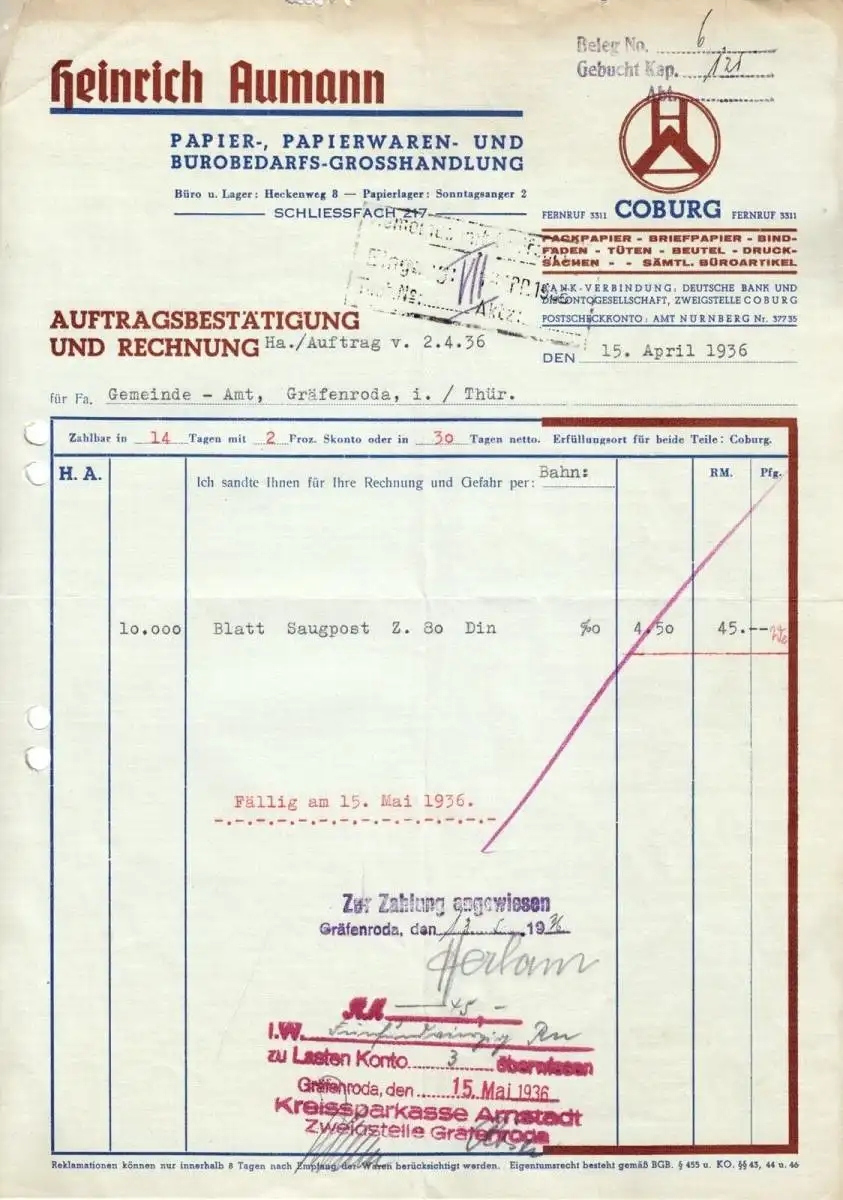 Beleg No. 6
Gebucht Kap. 121
Abt.
Heinrich Aumann
PAPIER-, PAPIERWAREN- UND
BÜROBEDARFS-GROSSHANDLUNG
Büro u. Lager: Heckenweg 8 — Papierlager: Sonntagsanger 2
SCHLIESSFACH 217
FERNRUF 3311 COBURG FERNRUF 3311
PACKPAPIER - BRIEFPAPIER - BIND-
FADEN - TÜTEN - BEUTEL - DRUCK-
SACHEN - - SÄMTL. BÜROARTIKEL
BANK-VERBINDUNG: DEUTSCHE BANK UND
DISCONTOGESELLSCHAFT, ZWEIGSTELLE COBURG
POSTSCHECKKONTO: AMT NÜRNBERG Nr. 37735
AUFTRAGSBESTÄTIGUNG
UND RECHNUNG Ha./Auftrag v. 2.4.36
DEN 15. April 1936
für Fa. Gemeinde - Amt, Gräfenroda, i. / Thür.
Zahlbar in 14 Tagen mit 2 Proz. Skonto oder in 30 Tagen netto. Erfüllungsort für beide Teile: Coburg.
H. A. Ich sandte Ihnen für Ihre Rechnung und Gefahr per: Bahn: RM. Pfg.
10.000 Blatt Saugpost Z. 80 Din %0 4.50 45.--
Fällig am 15. Mai 1936.
Zur Zahlung angewiesen
Gräfenroda, den 1936
RM 45,-
I.W. Fünfundvierzig Rm
zu Lasten Konto 3 überwiesen
Gräfenroda, den 15. Mai 1936
Kreissparkasse Arnstadt
Zweigstelle Gräfenroda
Reklamationen können nur innerhalb 8 Tagen nach Empfang der Waren berücksichtigt werden. Eigentumsrecht besteht gemäß BGB. § 455 u. KO. §§ 43, 44 u. 46